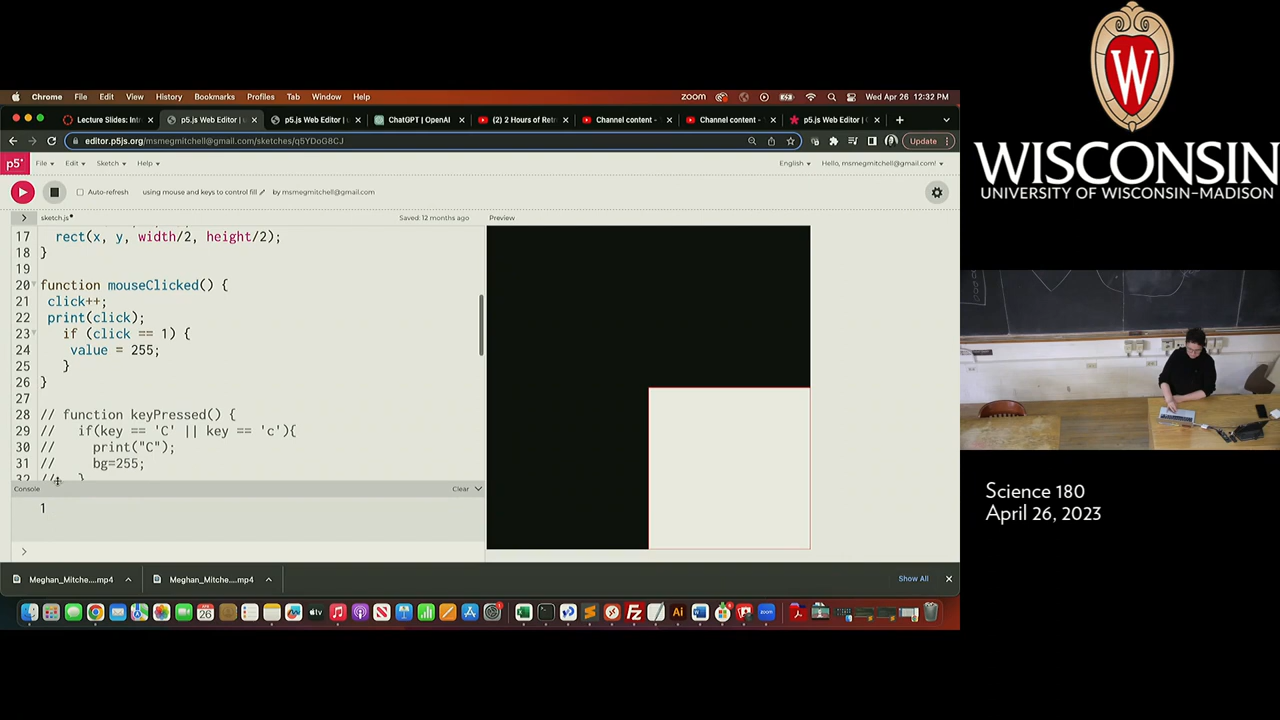 Chrome File Edit View History Bookmarks Profiles Tab Window Help zoom Wed Apr 26 12:32 PM
Lecture Slides: Int p5.js Web Editor | p5.js Web Editor | ChatGPT | OpenAI (2) 2 Hours of Ret Channel content - Channel content - p5.js Web Editor |
editor.p5js.org/msmegmitchell@gmail.com/sketches/q5YDoG8CJ Update
p5* File Edit Sketch Help English Hello, msmegmitchell@gmail.com!
Auto-refresh using mouse and keys to control fill by msmegmitchell@gmail.com
sketch.js Saved: 12 months ago Preview
17 rect(x, y, width/2, height/2);
18 }
19
20 function mouseClicked() {
21 click++;
22 print(click);
23 if (click == 1) {
24 value = 255;
25 }
26 }
27
28 // function keyPressed() {
29 // if(key == 'C' || key == 'c'){
30 // print("C");
31 // bg=255;
32 // }
Console Clear
1
Meghan_Mitche....mp4 Meghan_Mitche....mp4 Show All
W
WISCONSIN
UNIVERSITY OF WISCONSIN–MADISON
Science 180
April 26, 2023